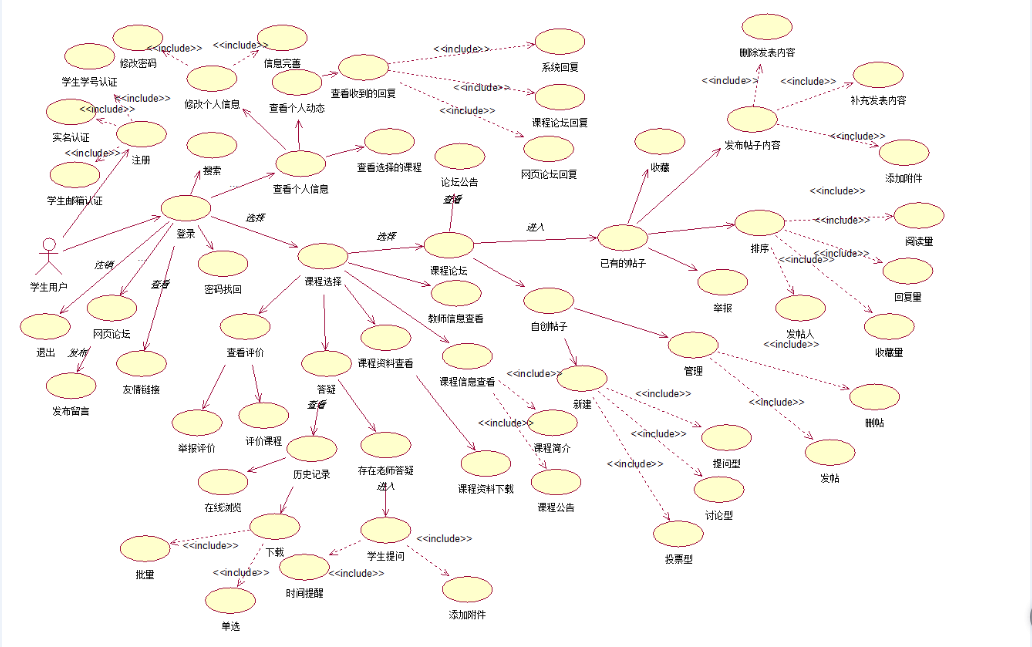 删除发表内容
<<include>>
<<include>>
<<include>>
修改密码
信息完善
系统回复
学生学号认证
<<include>>
<<include>>
补充发表内容
查看收到的回复
<<include>>
修改个人信息
查看个人动态
<<include>>
<<include>>
课程论坛回复
<<include>>
<<include>>
实名认证
<<include>>
发布帖子内容
<<include>>
注册
查看选择的课程
网页论坛回复
收藏
搜索
论坛公告
添加附件
查看个人信息
<<include>>
学生邮箱认证
查看
选择
<<include>>
登录
选择
进入
排序
阅读量
<<include>>
<<include>>
已有的帖子
注销
课程论坛
学生用户
查看
密码找回
课程选择
回复量
举报
教师信息查看
自创帖子
网页论坛
发帖人
<<include>>
退出
发布
查看评价
课程资料查看
收藏量
管理
友情链接
答疑
课程信息查看
<<include>>
发布留言
查看
新建
<<include>>
<<include>>
删帖
举报评价
评价课程
<<include>>
<<include>>
课程简介
提问型
<<include>>
历史记录
存在老师答疑
进入
发帖
课程资料下载
在线浏览
课程公告
讨论型
<<include>>
下载
学生提问
<<include>>
投票型
批量
<<include>>
<<include>>
时间提醒
添加附件
单选